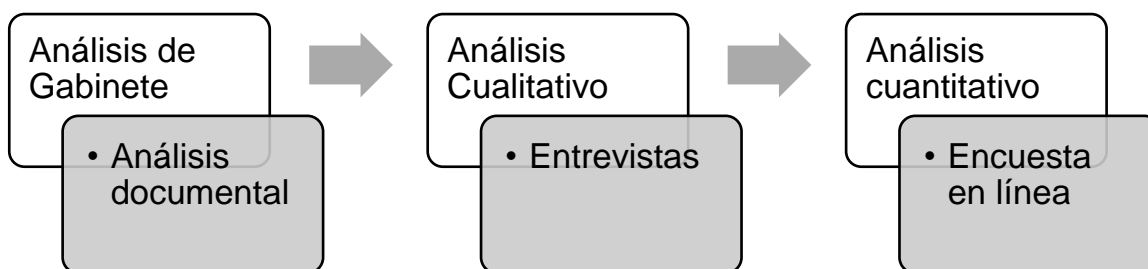 Análisis de
Gabinete
• Análisis
documental
Análisis
Cualitativo
• Entrevistas
Análisis
cuantitativo
• Encuesta
en línea